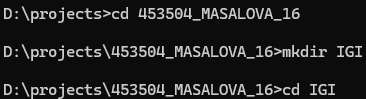 D:\projects>cd 453504_MASALOVA_16
D:\projects\453504_MASALOVA_16>mkdir IGI
D:\projects\453504_MASALOVA_16>cd IGI